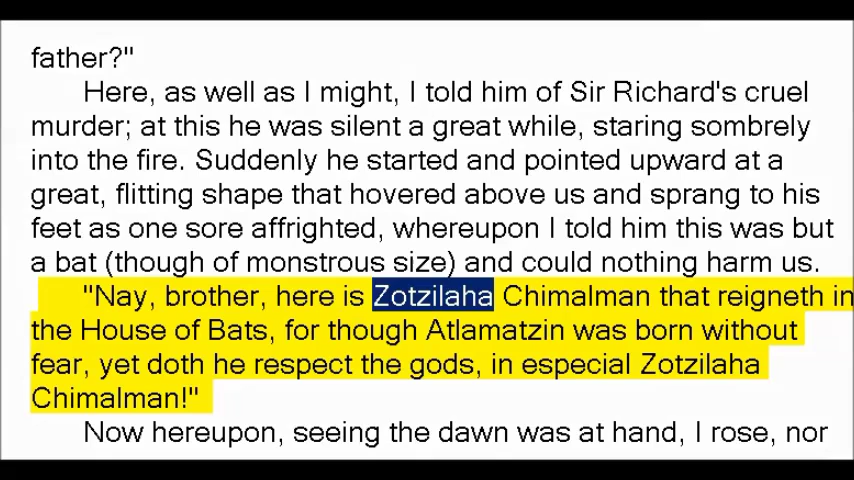 father?"
Here, as well as I might, I told him of Sir Richard's cruel
murder; at this he was silent a great while, staring sombrely
into the fire. Suddenly he started and pointed upward at a
great, flitting shape that hovered above us and sprang to his
feet as one sore affrighted, whereupon I told him this was but
a bat (though of monstrous size) and could nothing harm us.
"Nay, brother, here is Zotzilaha Chimalman that reigneth in
the House of Bats, for though Atlamatzin was born without
fear, yet doth he respect the gods, in especial Zotzilaha
Chimalman!"
Now hereupon, seeing the dawn was at hand, I rose, nor